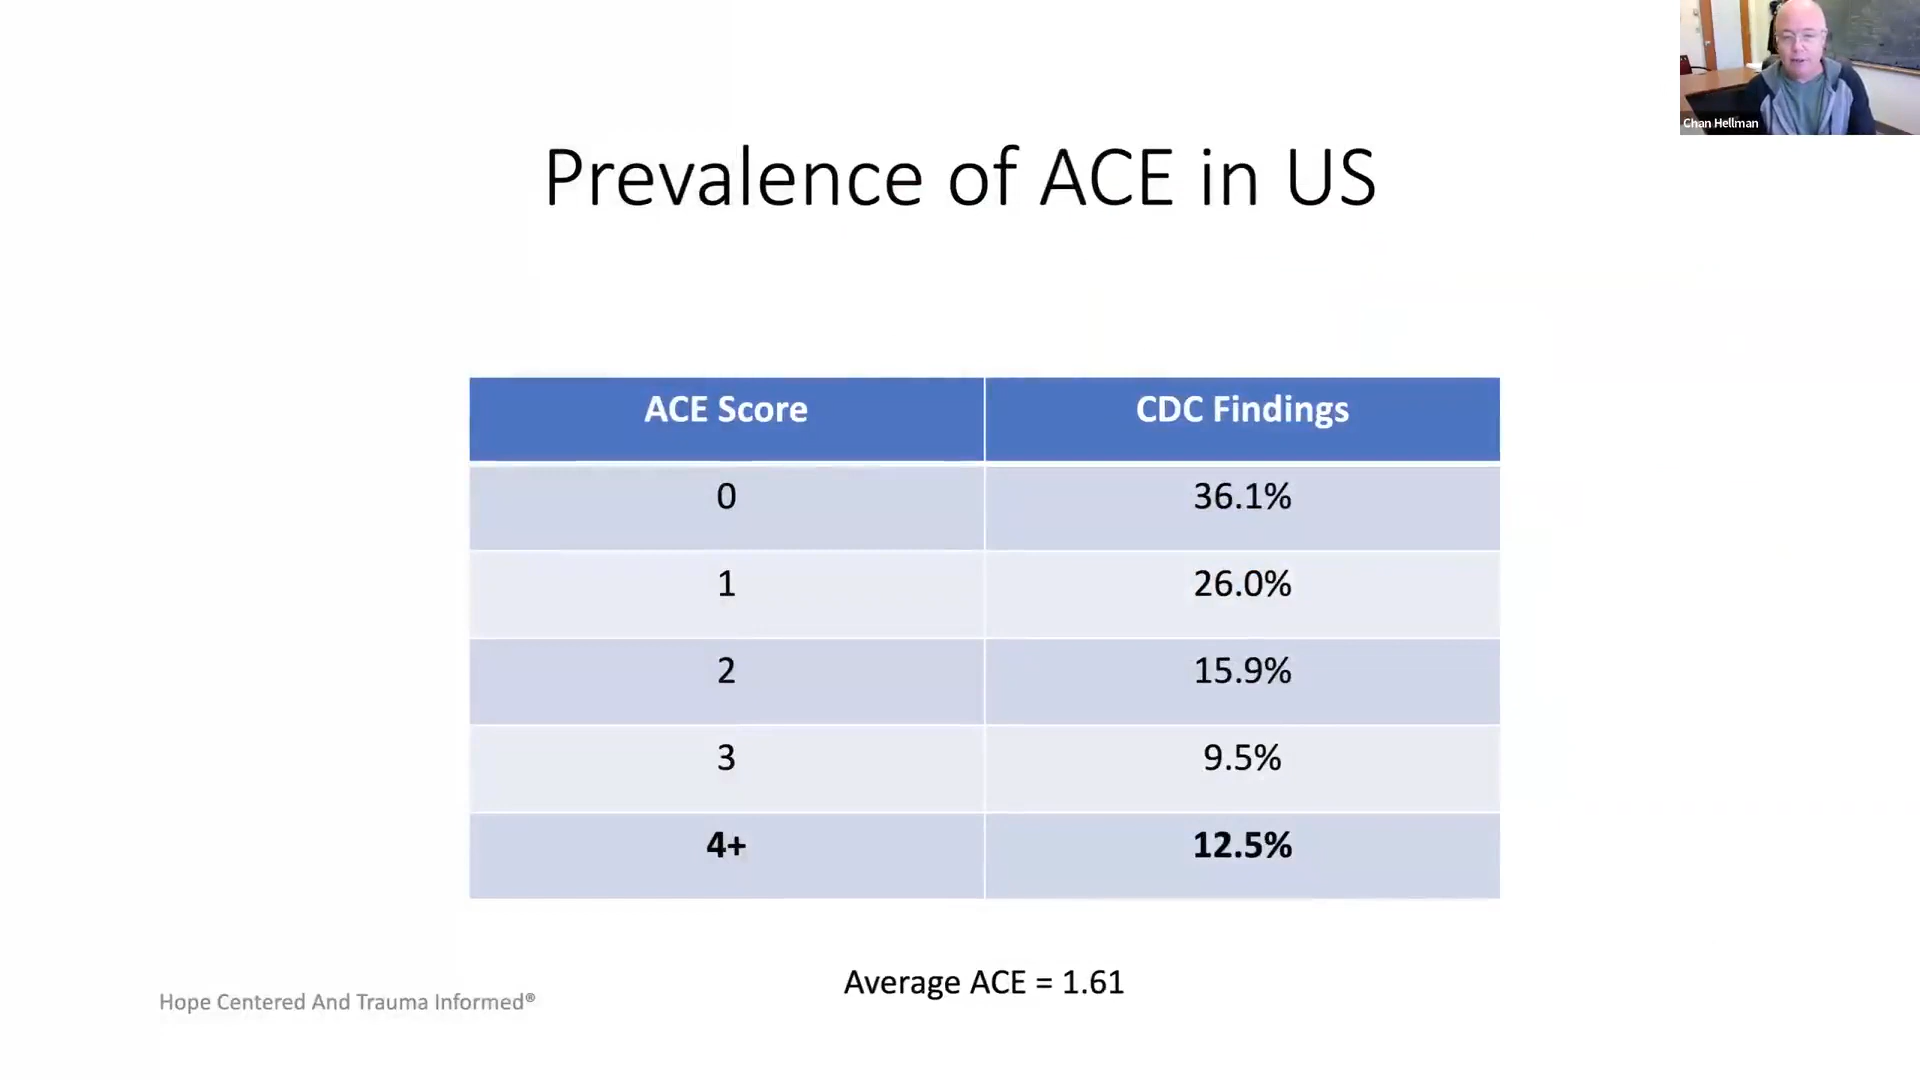 Chan Hellman
Prevalence of ACE in US
ACE Score CDC Findings
0 36.1%
1 26.0%
2 15.9%
3 9.5%
4+ 12.5%
Average ACE = 1.61
Hope Centered And Trauma Informed®